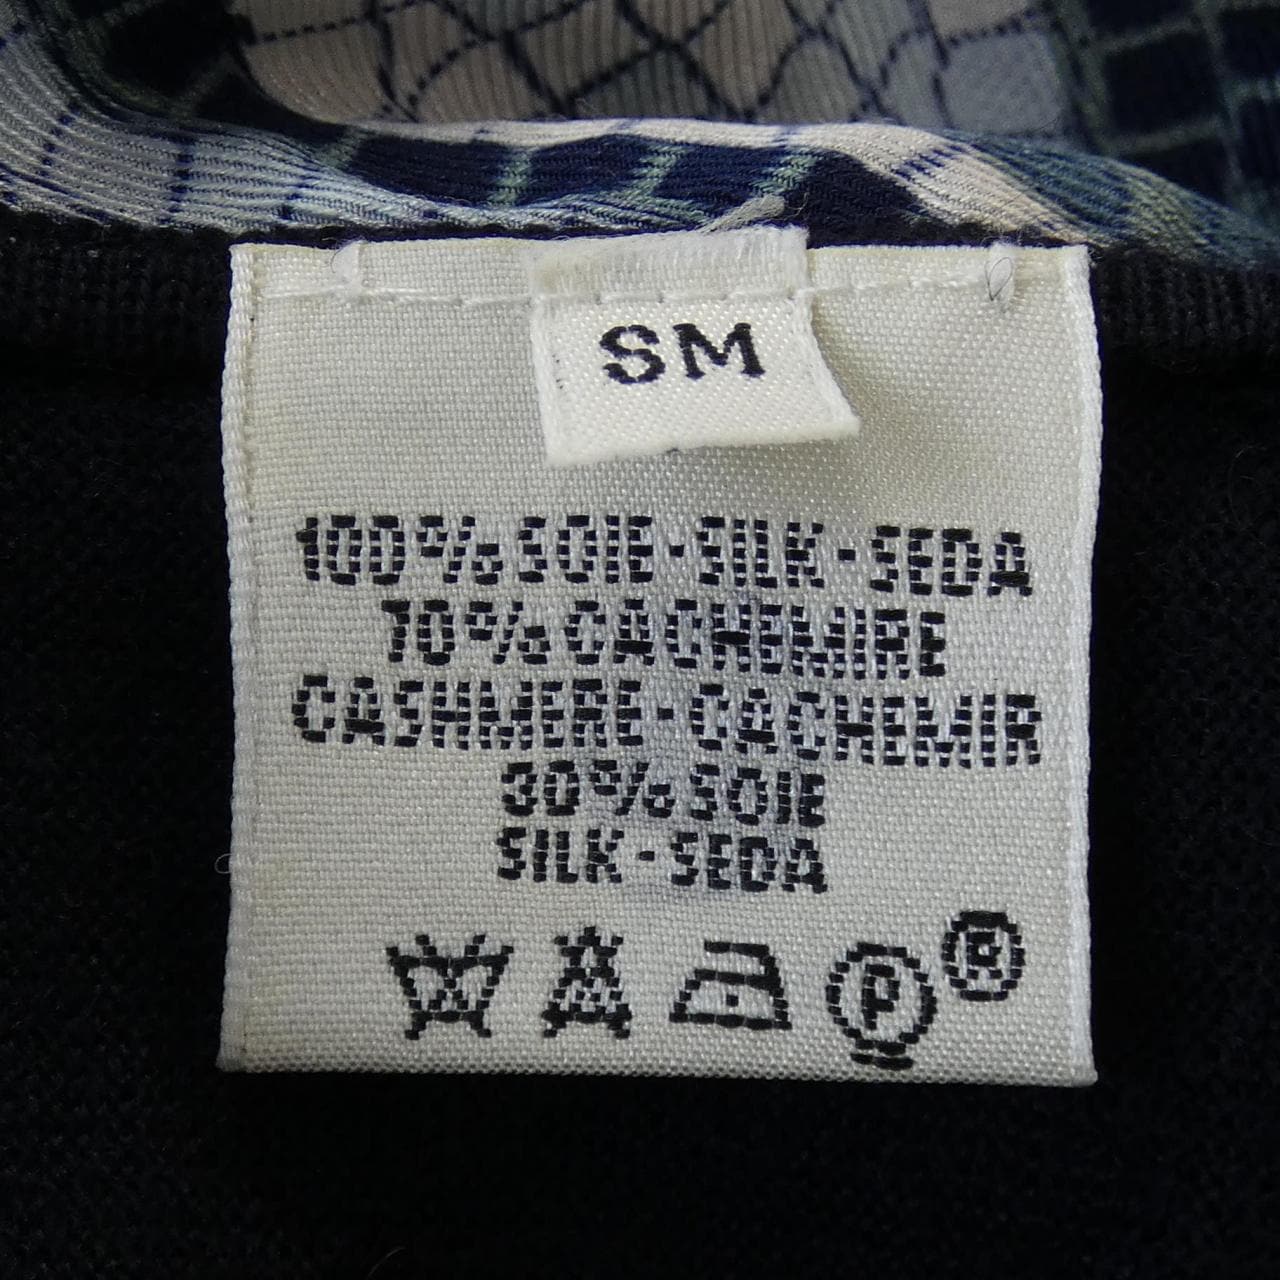 SM
100% SOIE - SILK - SEDA
70% CACHEMIRE
CASHMERE - CACHEMIR
30% SOIE
SILK - SEDA
P ®